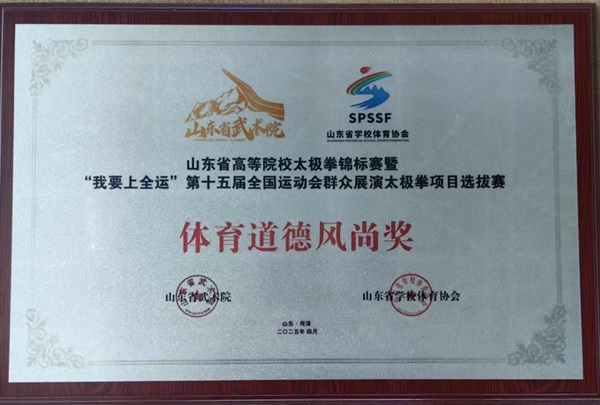 山东省武术院
SPSSF
山东省学校体育协会
山东省高等院校太极拳锦标赛暨
“我要上全运”第十五届全国运动会群众展演太极拳项目选拔赛
体育道德风尚奖
山东省武术院
山东省学校体育协会
山东·菏泽
二〇二五年四月